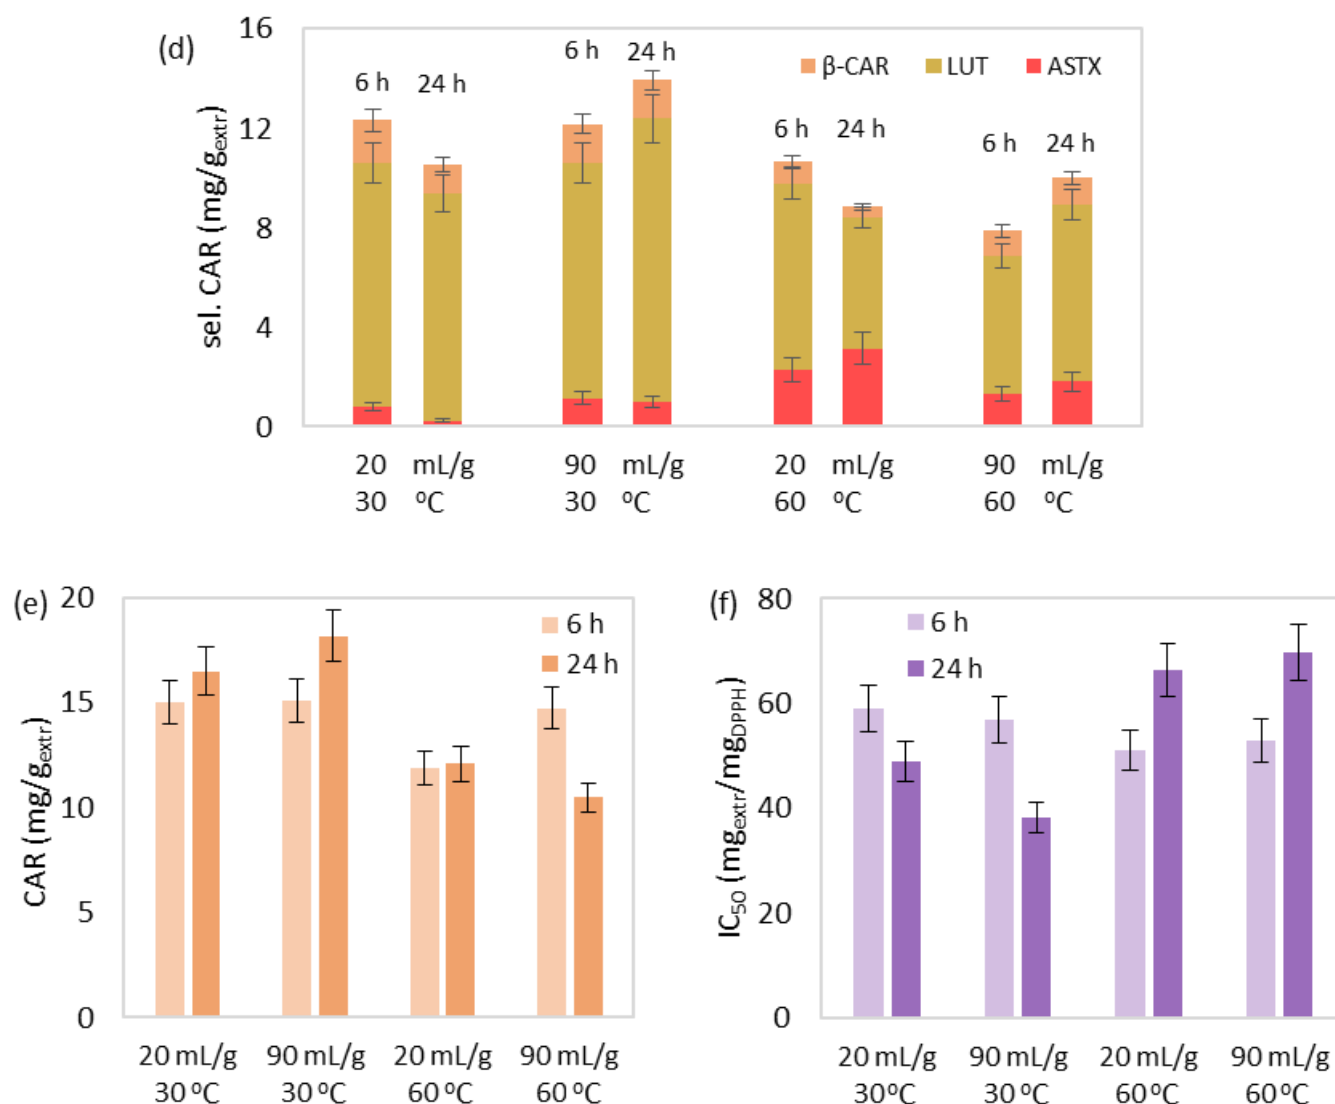 (d)
sel. CAR (mg/gextr)
16
12
8
4
0
6 h
24 h
6 h
24 h
6 h
24 h
6 h
24 h
β-CAR
LUT
ASTX
20 mL/g
30 ºC
90 mL/g
30 ºC
20 mL/g
60 ºC
90 mL/g
60 ºC
(e)
CAR (mg/gextr)
20
15
10
5
0
6 h
24 h
20 mL/g
30 ºC
90 mL/g
30 ºC
20 mL/g
60 ºC
90 mL/g
60 ºC
(f)
IC50 (mgextr/mgDPPH)
80
60
40
20
0
6 h
24 h
20 mL/g
30 ºC
90 mL/g
30 ºC
20 mL/g
60 ºC
90 mL/g
60 ºC